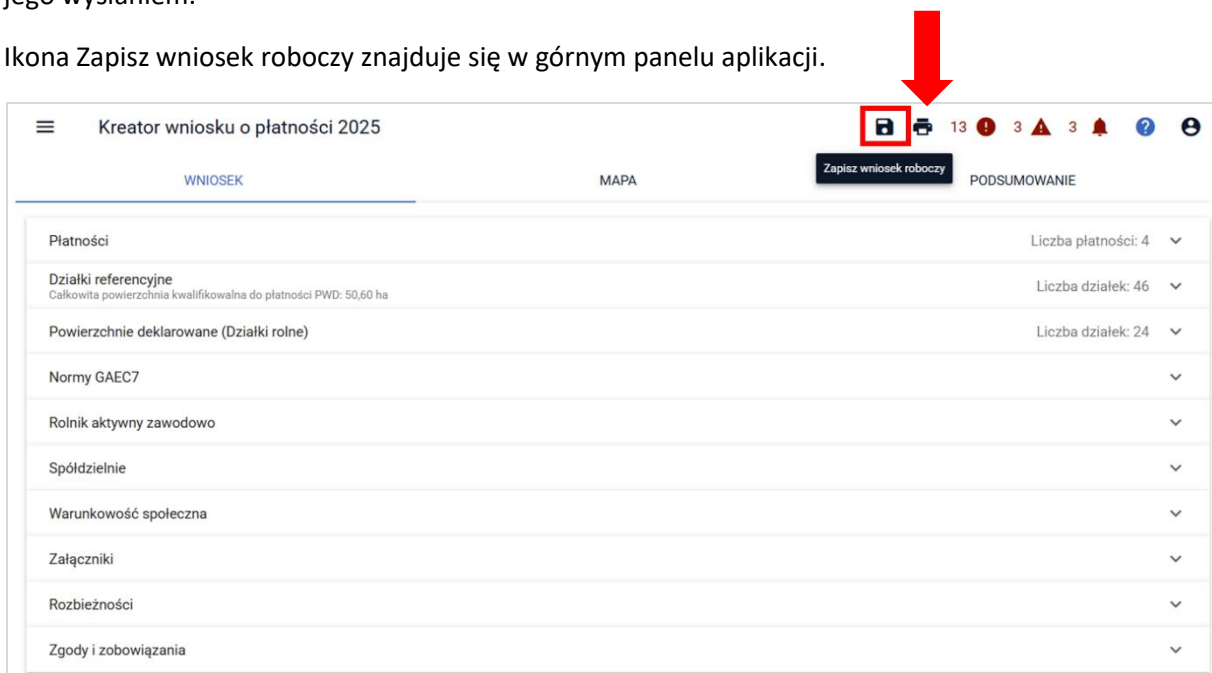 jego wysłaniem.
Ikona Zapisz wniosek roboczy znajduje się w górnym panelu aplikacji.
Kreator wniosku o płatności 2025
13 3 3
WNIOSEK MAPA Zapisz wniosek roboczy PODSUMOWANIE
Płatności Liczba płatności: 4
Działki referencyjne Liczba działek: 46
Całkowita powierzchnia kwalifikowalna do płatności PWD: 50,60 ha
Powierzchnie deklarowane (Działki rolne) Liczba działek: 24
Normy GAEC7
Rolnik aktywny zawodowo
Spółdzielnie
Warunkowość społeczna
Załączniki
Rozbieżności
Zgody i zobowiązania